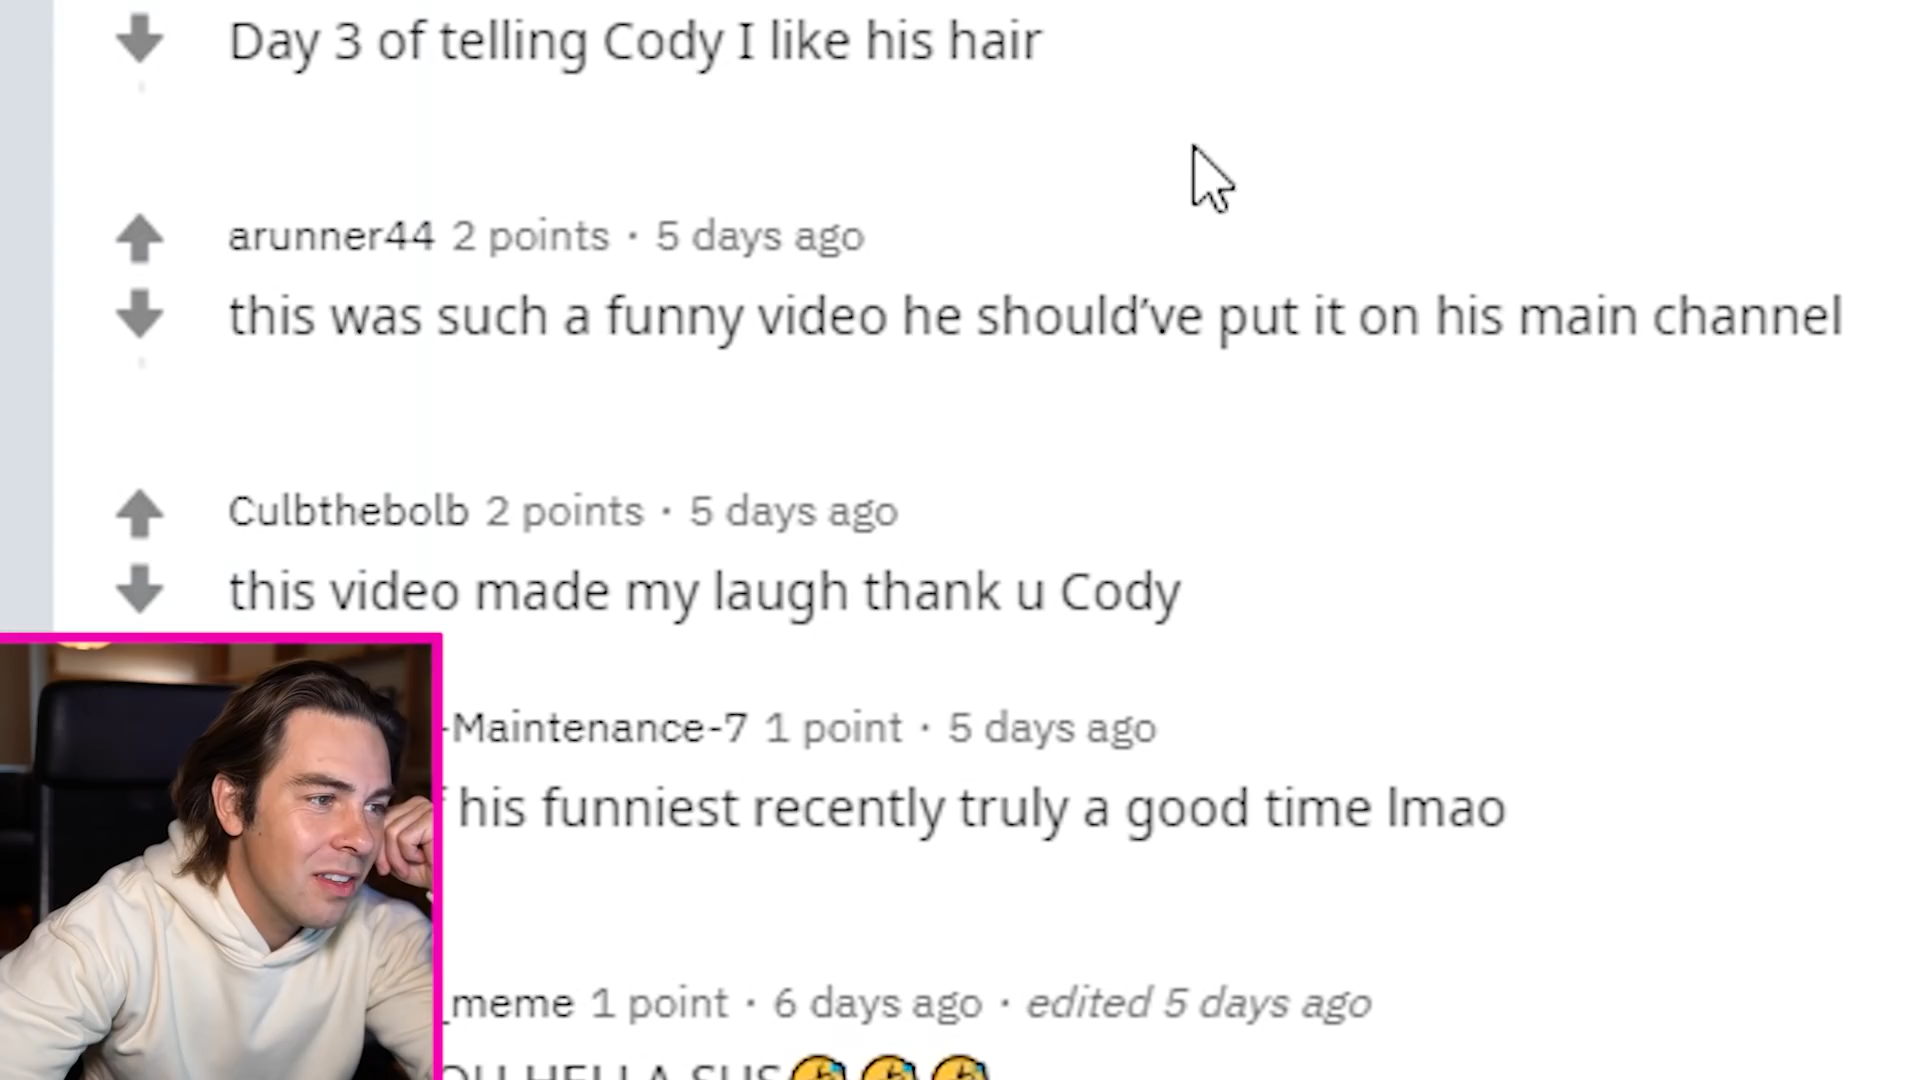 Day 3 of telling Cody I like his hair
arunner44 2 points · 5 days ago
this was such a funny video he should've put it on his main channel
Culbthebolb 2 points · 5 days ago
this video made my laugh thank u Cody
-Maintenance-7 1 point · 5 days ago
his funniest recently truly a good time lmao
_meme 1 point · 6 days ago · edited 5 days ago
HELLA SUS